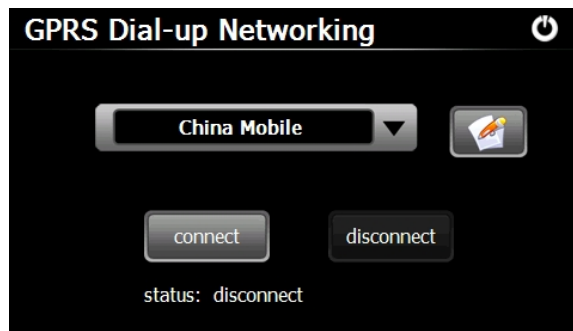 GPRS Dial-up Networking
China Mobile
connect disconnect
status: disconnect